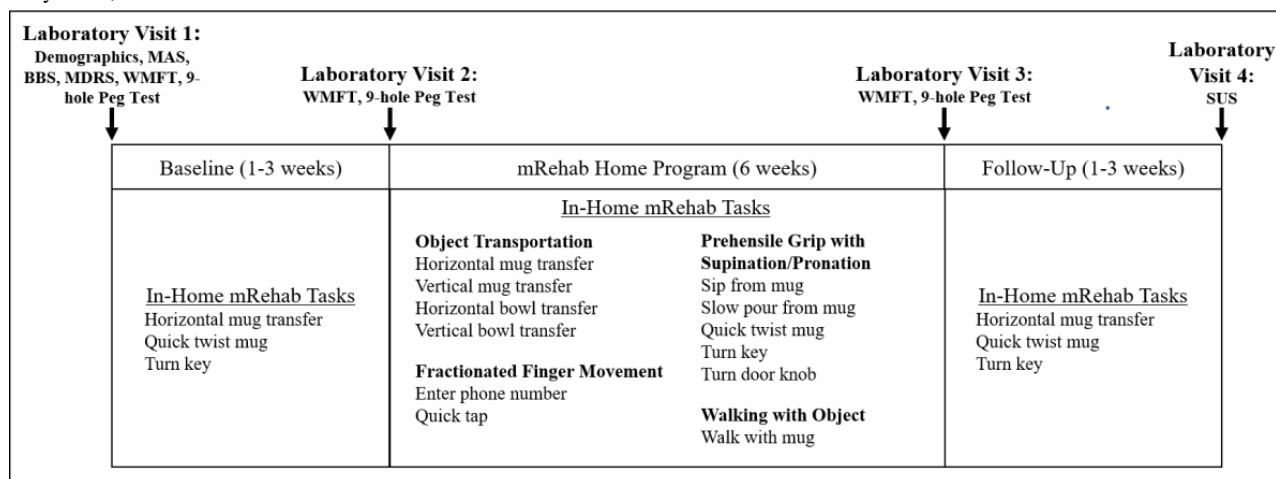 Laboratory Visit 1:
Demographics, MAS,
BBS, MDRS, WMFT, 9-
hole Peg Test
Laboratory Visit 2:
WMFT, 9-hole Peg Test
Laboratory Visit 3:
WMFT, 9-hole Peg Test
Laboratory
Visit 4:
SUS
Baseline (1-3 weeks)
mRehab Home Program (6 weeks)
Follow-Up (1-3 weeks)
In-Home mRehab Tasks
Horizontal mug transfer
Quick twist mug
Turn key
In-Home mRehab Tasks
Object Transportation
Horizontal mug transfer
Vertical mug transfer
Horizontal bowl transfer
Vertical bowl transfer
Fractionated Finger Movement
Enter phone number
Quick tap
Prehensile Grip with
Supination/Pronation
Sip from mug
Slow pour from mug
Quick twist mug
Turn key
Turn door knob
Walking with Object
Walk with mug
In-Home mRehab Tasks
Horizontal mug transfer
Quick twist mug
Turn key